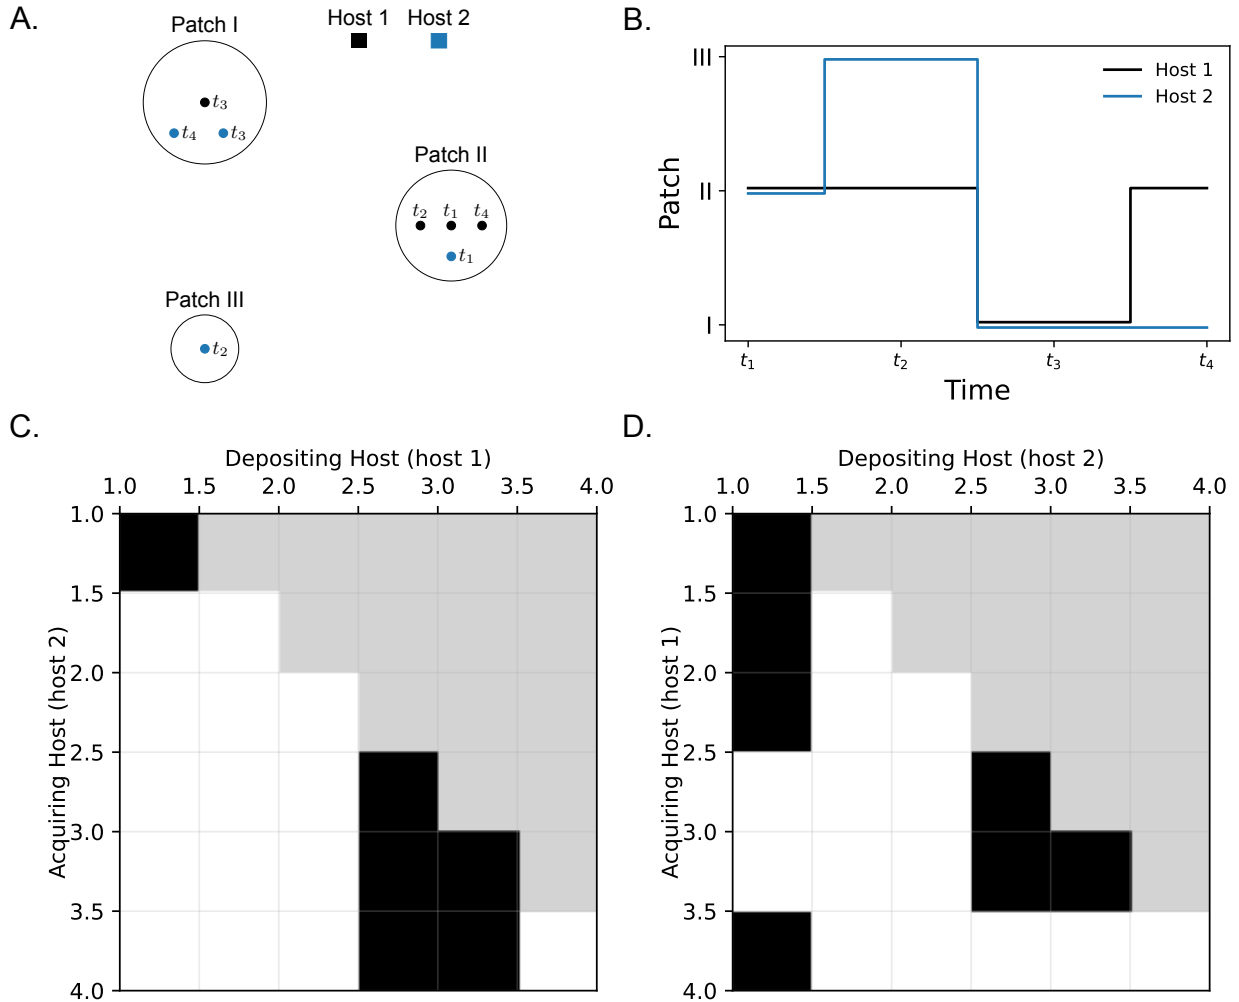 A.
Patch I
Host 1 Host 2
t3
t4 t3
Patch II
t2 t1 t4
t1
Patch III
t2
B.
III
II
I
Patch
Host 1
Host 2
t1 t2 t3 t4
Time
C.
Depositing Host (host 1)
1.0 1.5 2.0 2.5 3.0 3.5 4.0
Acquiring Host (host 2)
1.0
1.5
2.0
2.5
3.0
3.5
4.0
D.
Depositing Host (host 2)
1.0 1.5 2.0 2.5 3.0 3.5 4.0
Acquiring Host (host 1)
1.0
1.5
2.0
2.5
3.0
3.5
4.0